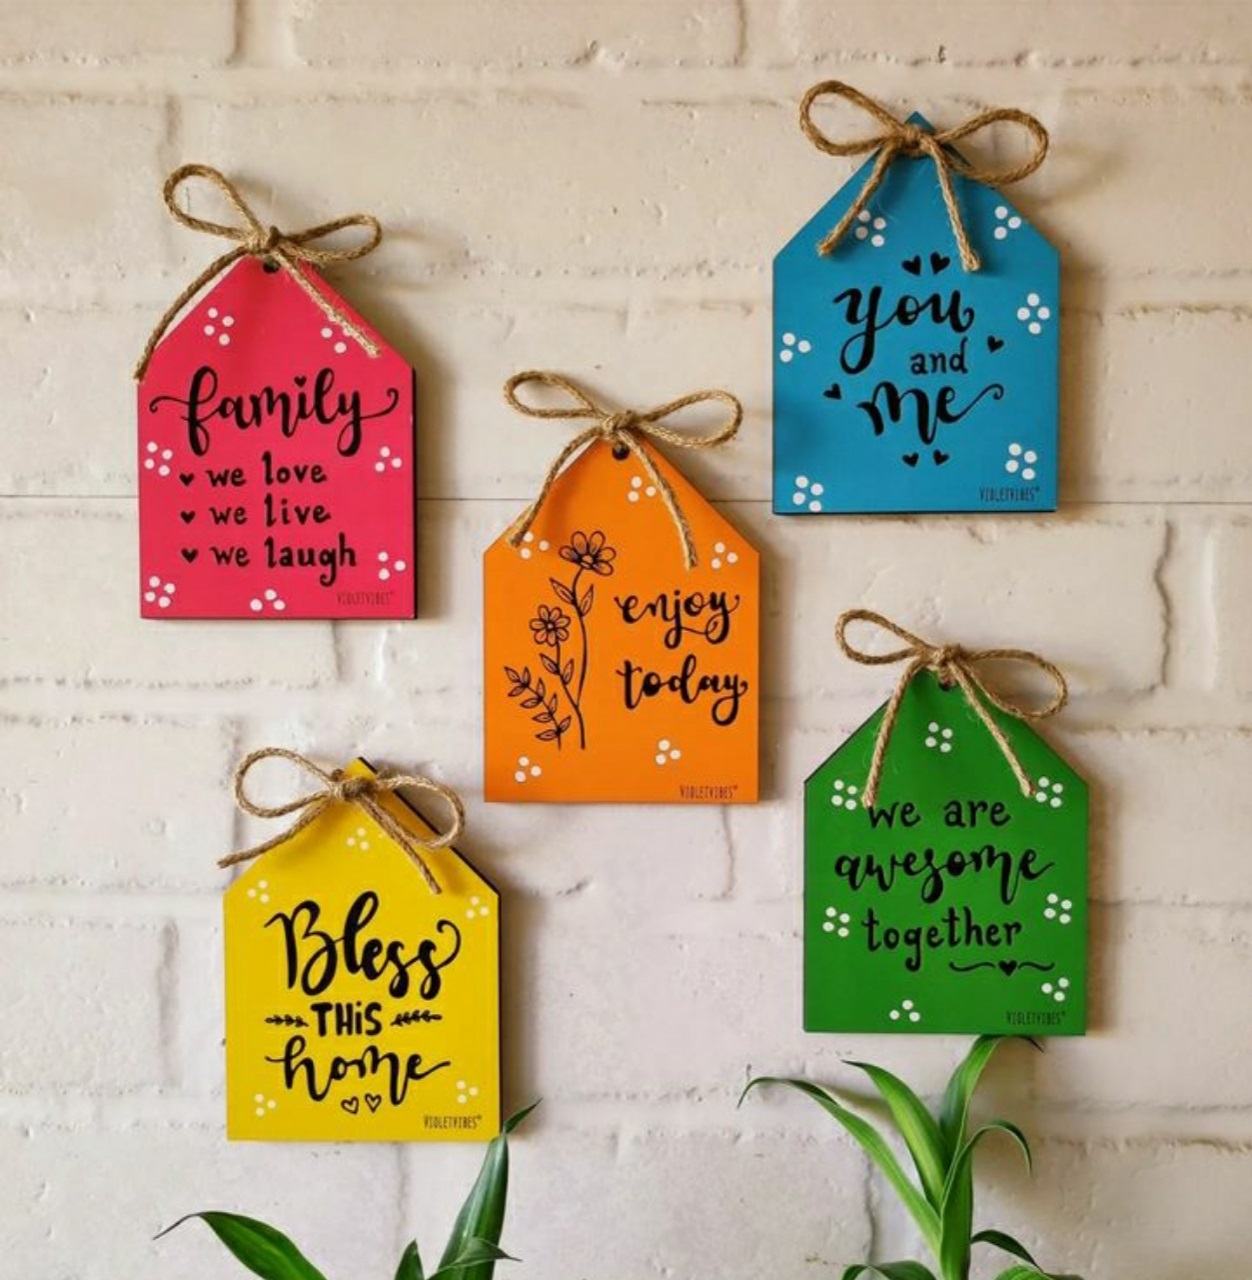 family
we love
we live
we laugh
VIOLETVIBES
you
and
me
VIOLETVIBES
enjoy
today
VIOLETVIBES
Bless
THiS
home
VIOLETVIBES
we are
awesome
together
VIOLETVIBES